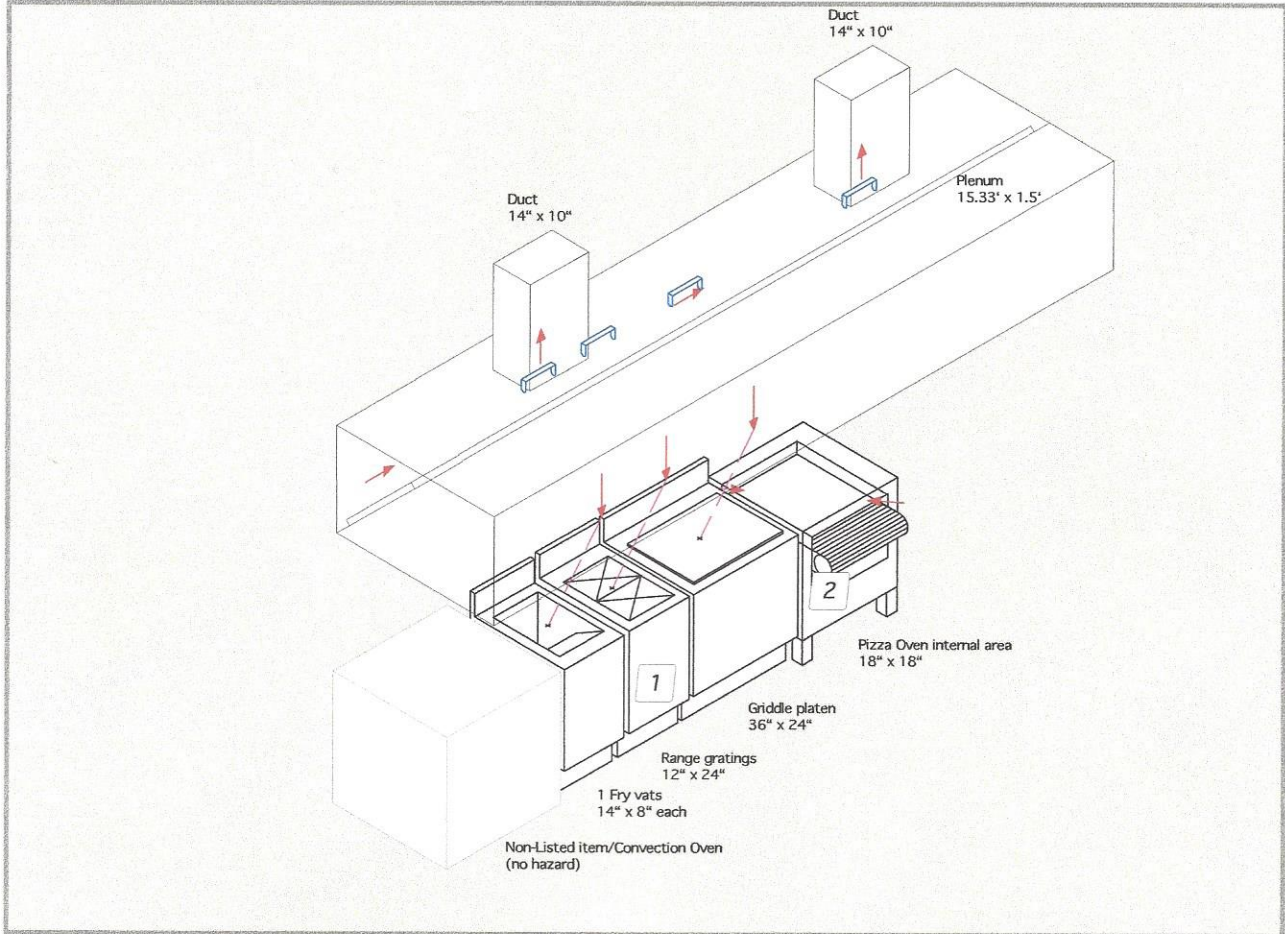 Duct
14" x 10"
Duct
14" x 10"
Plenum
15.33' x 1.5'
2
Pizza Oven internal area
18" x 18"
1
Griddle platen
36" x 24"
Range gratings
12" x 24"
1 Fry vats
14" x 8" each
Non-Listed item/Convection Oven
(no hazard)